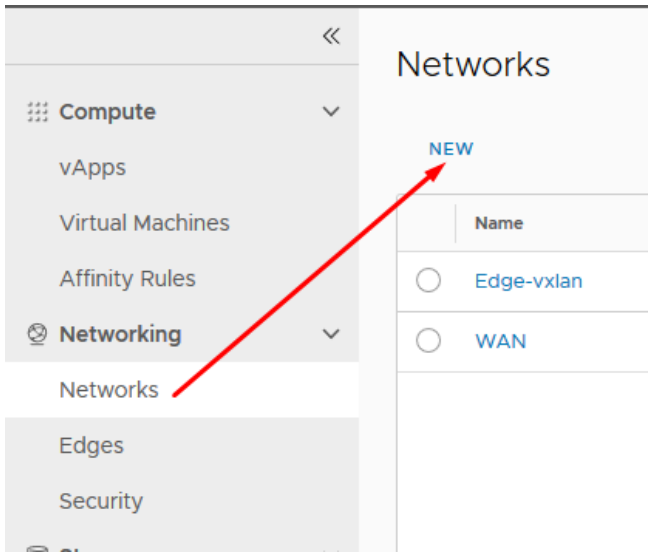 Compute
vApps
Virtual Machines
Affinity Rules
Networking
Networks
Edges
Security
Networks
NEW
Name
Edge-vxlan
WAN